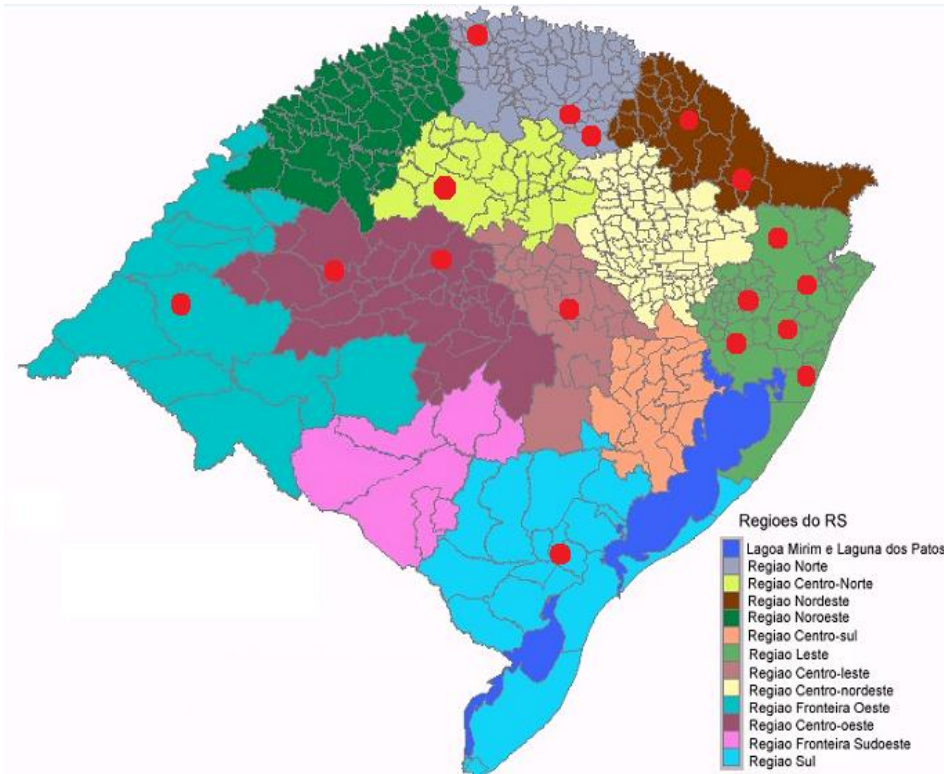 Regioes do RS
Lagoa Mirim e Laguna dos Patos
Regiao Norte
Regiao Centro-Norte
Regiao Nordeste
Regiao Noroeste
Regiao Centro-sul
Regiao Leste
Regiao Centro-leste
Regiao Centro-nordeste
Regiao Fronteira Oeste
Regiao Centro-oeste
Regiao Fronteira Sudoeste
Regiao Sul